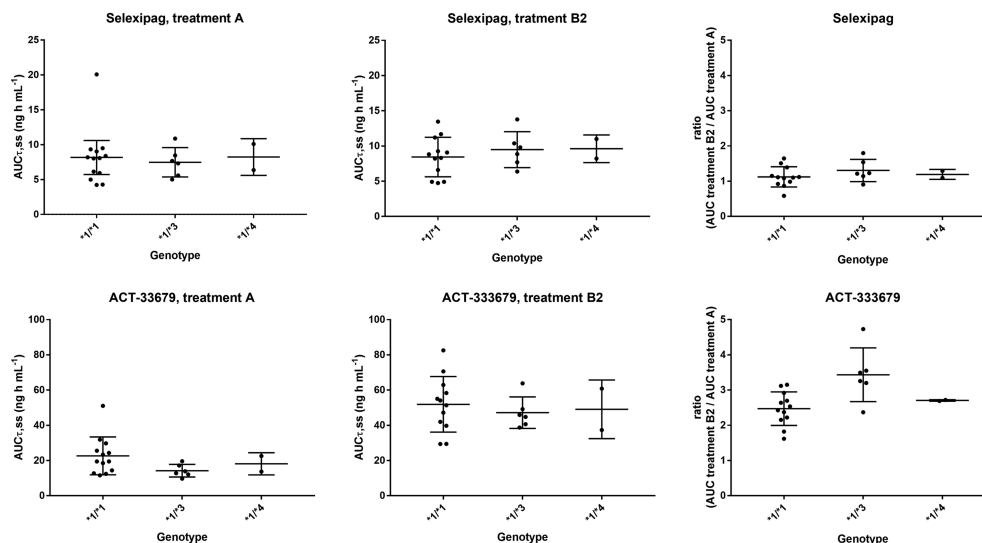 Selexipag, treatment A
AUCτ,ss (ng h mL⁻¹)
25
20
15
10
5
0
*1/*1
*1/*3
*1/*4
Genotype
Selexipag, tratment B2
AUCτ,ss (ng h mL⁻¹)
25
20
15
10
5
0
*1/*1
*1/*3
*1/*4
Genotype
Selexipag
ratio
(AUC treatment B2 / AUC treatment A)
5
4
3
2
1
0
*1/*1
*1/*3
*1/*4
Genotype
ACT-33679, treatment A
AUCτ,ss (ng h mL⁻¹)
100
80
60
40
20
0
*1/*1
*1/*3
*1/*4
Genotype
ACT-333679, treatment B2
AUCτ,ss (ng h mL⁻¹)
100
80
60
40
20
0
*1/*1
*1/*3
*1/*4
Genotype
ACT-333679
ratio
(AUC treatment B2 / AUC treatment A)
5
4
3
2
1
0
*1/*1
*1/*3
*1/*4
Genotype